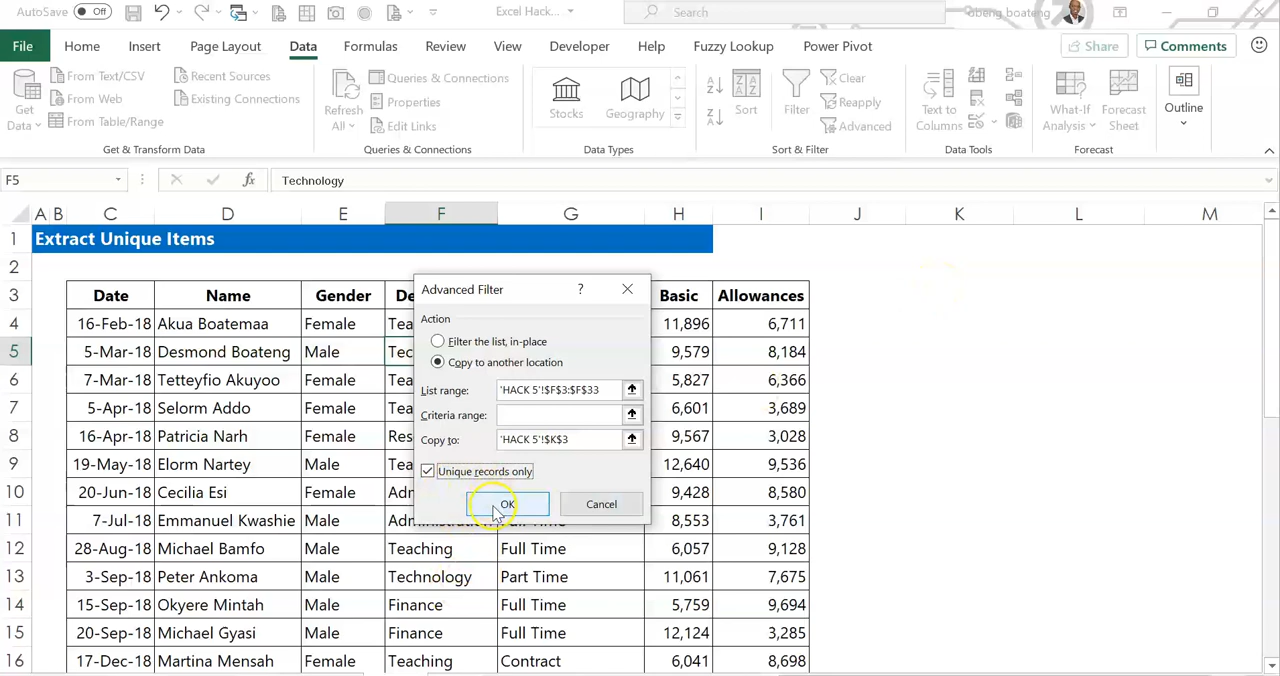 AutoSave Off Excel Hack... Search boateng
File Home Insert Page Layout Data Formulas Review View Developer Help Fuzzy Lookup Power Pivot Share Comments
Get Data From Text/CSV From Web From Table/Range Recent Sources Existing Connections
Refresh All Queries & Connections Properties Edit Links
Stocks Geography
Sort Filter Clear Reapply Advanced
Text to Columns What-If Analysis Forecast Sheet Outline
Get & Transform Data Queries & Connections Data Types Sort & Filter Data Tools Forecast
F5 fx Technology
A B C D E F G H I J K L M
1 Extract Unique Items
2
3 Date Name Gender De Basic Allowances
4 16-Feb-18 Akua Boatemaa Female Tea 11,896 6,711
5 5-Mar-18 Desmond Boateng Male Tec 9,579 8,184
6 7-Mar-18 Tetteyfio Akuyoo Female Tea 5,827 6,366
7 5-Apr-18 Selorm Addo Female Tea 6,601 3,689
8 16-Apr-18 Patricia Narh Female Res 9,567 3,028
9 19-May-18 Elorm Nartey Female Tea 12,640 9,536
10 20-Jun-18 Cecilia Esi Female Adm 9,428 8,580
11 7-Jul-18 Emmanuel Kwashie Male Administration Full Time 8,553 3,761
12 28-Aug-18 Michael Bamfo Male Teaching Full Time 6,057 9,128
13 3-Sep-18 Peter Ankoma Male Technology Part Time 11,061 7,675
14 15-Sep-18 Okyere Mintah Male Finance Full Time 5,759 9,694
15 20-Sep-18 Michael Gyasi Male Finance Full Time 12,124 3,285
16 17-Dec-18 Martina Mensah Female Teaching Contract 6,041 8,698
Advanced Filter ?
Action
Filter the list, in-place
Copy to another location
List range: 'HACK 5'!$F$3:$F$33
Criteria range:
Copy to: 'HACK 5'!$K$3
Unique records only
OK Cancel